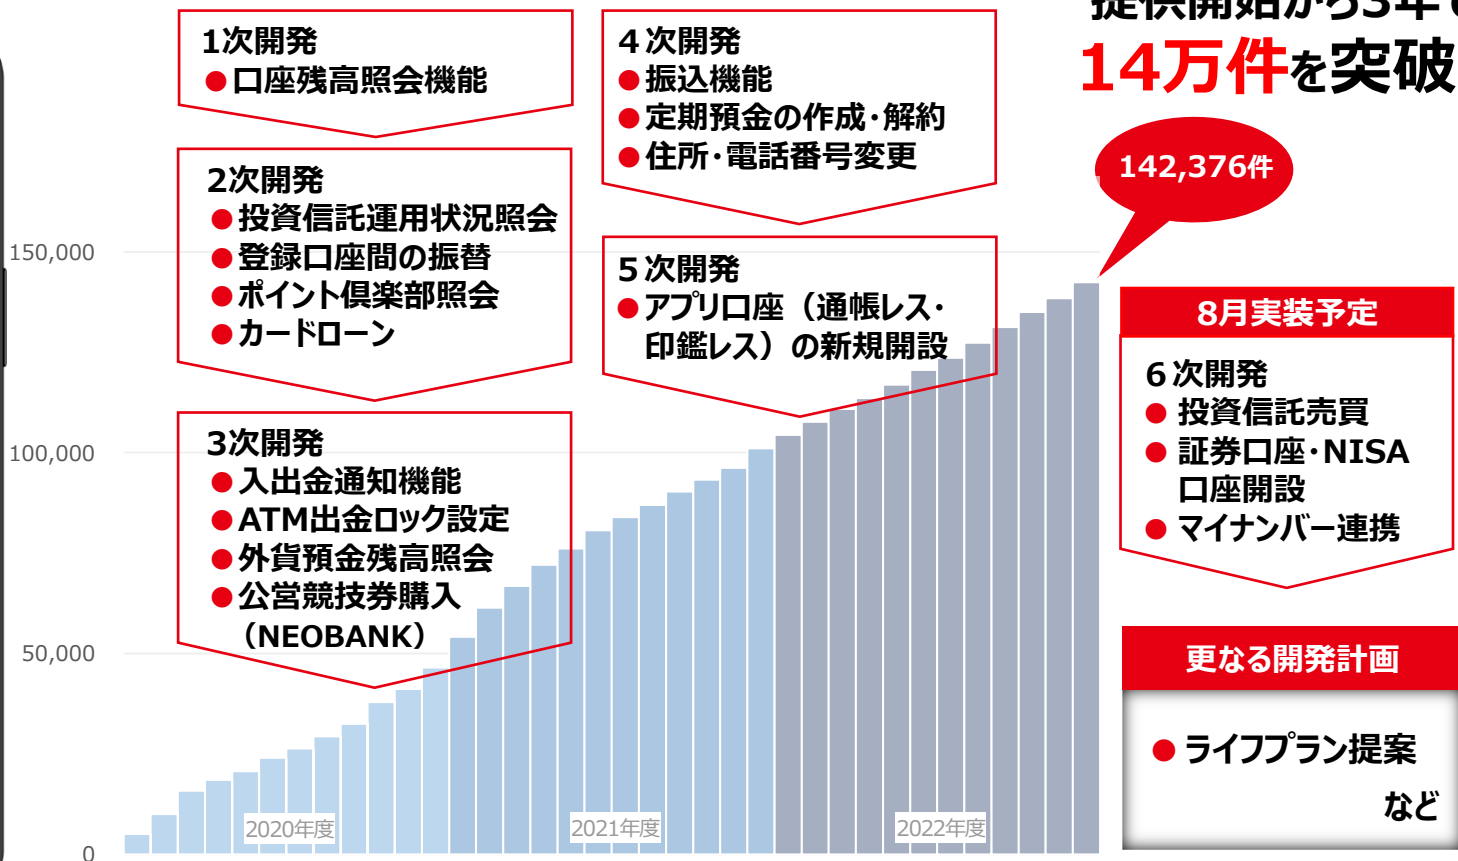 提供開始から3年で
14万件を突破
142,376件
1次開発
●口座残高照会機能
2次開発
●投資信託運用状況照会
●登録口座間の振替
●ポイント倶楽部照会
●カードローン
3次開発
●入出金通知機能
●ATM出金ロック設定
●外貨預金残高照会
●公営競技券購入
（NEOBANK）
４次開発
●振込機能
●定期預金の作成・解約
●住所・電話番号変更
５次開発
●アプリ口座（通帳レス・
印鑑レス）の新規開設
8月実装予定
６次開発
●投資信託売買
●証券口座・NISA
口座開設
●マイナンバー連携
更なる開発計画
●ライフプラン提案
など
150,000
100,000
50,000
0
2020年度
2021年度
2022年度